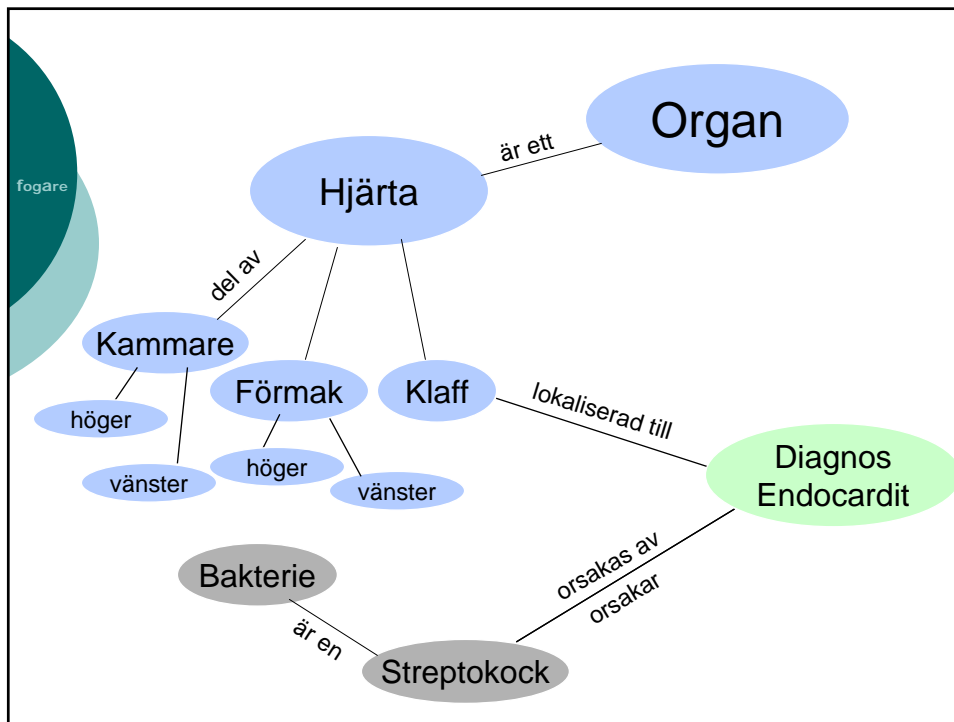 Organ
är ett
fogare
Hjärta
del av
Kammare
Förmak
Klaff
lokaliserad till
höger
höger
vänster
vänster
Diagnos
Endocardit
orsakas av
orsakar
Bakterie
är en
Streptokock